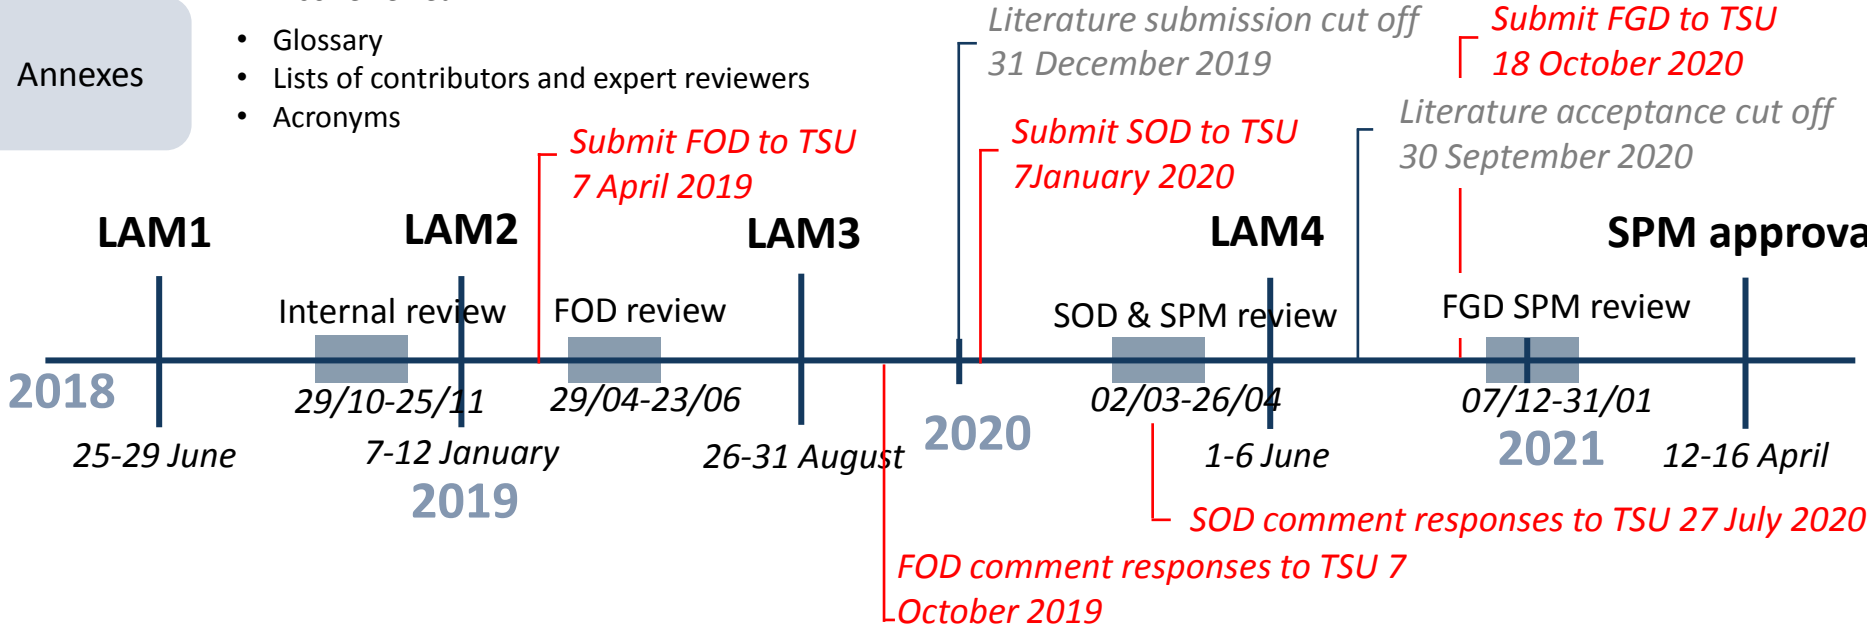 Annexes
• Glossary
• Lists of contributors and expert reviewers
• Acronyms
Literature submission cut off
31 December 2019
Submit FGD to TSU
18 October 2020
Literature acceptance cut off
30 September 2020
Submit FOD to TSU
7 April 2019
Submit SOD to TSU
7January 2020
LAM1
LAM2
LAM3
LAM4
SPM approva
Internal review
FOD review
SOD & SPM review
FGD SPM review
2018
29/10-25/11
29/04-23/06
02/03-26/04
07/12-31/01
25-29 June
7-12 January
2019
26-31 August
2020
1-6 June
2021
12-16 April
SOD comment responses to TSU 27 July 2020
FOD comment responses to TSU 7
October 2019